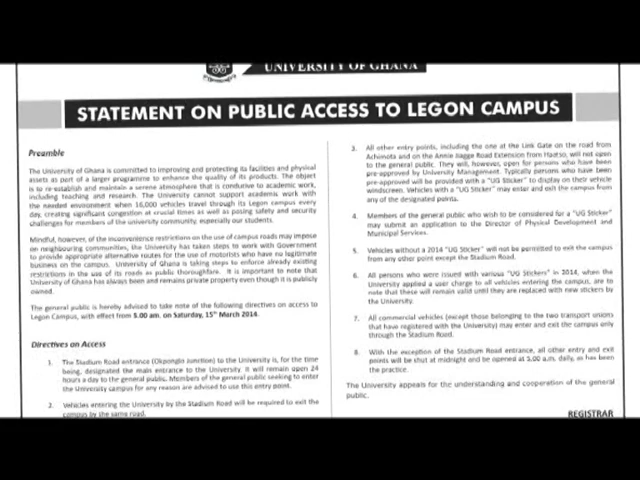 UNIVERSITY OF GHANA
STATEMENT ON PUBLIC ACCESS TO LEGON CAMPUS
Preamble
The University of Ghana is committed to improving and protecting its facilities and physical
assets as part of a larger programme to enhance the quality of its products. The object
is to re-establish and maintain a serene atmosphere that is conducive to academic work,
including teaching and research. The University cannot support academic work with
the needed environment when 16,000 vehicles travel through its Legon campus every
day, creating significant congestion at crucial times as well as posing safety and security
challenges for members of the university community, especially our students.
Mindful, however, of the inconvenience restrictions on the use of campus roads may impose
on neighbouring communities, the University has taken steps to work with Government
to provide appropriate alternative routes for the use of motorists who have no legitimate
business on the campus. University of Ghana is taking steps to enforce already existing
restrictions in the use of its roads as public thoroughfare. It is important to note that
University of Ghana has always been and remains private property even though it is publicly
owned.
The general public is hereby advised to take note of the following directives on access to
Legon Campus, with effect from 5.00 am. on Saturday, 15th March 2014.
Directives on Access
1. The Stadium Road entrance (Okponglo Junction) to the University is, for the time
being, designated the main entrance to the University. It will remain open 24
hours a day to the general public. Members of the general public seeking to enter
the University campus for any reason are advised to use this entry point.
2. Vehicles entering the University by the Stadium Road will be required to exit the
campus by the same road.
3. All other entry points, including the one at the Link Gate on the road from
Achimota and on the Annie Jiagge Road Extension from Haatso, will not open
to the general public. They will, however, open for persons who have been
pre-approved by University Management. Typically persons who have been
pre-approved will be provided with a "UG Sticker" to display on their vehicle
windscreen. Vehicles with a "UG Sticker" may enter and exit the campus from
any of the designated points.
4. Members of the general public who wish to be considered for a "UG Sticker"
may submit an application to the Director of Physical Development and
Municipal Services.
5. Vehicles without a 2014 "UG Sticker" will not be permitted to exit the campus
from any other point except the Stadium Road.
6. All persons who were issued with various "UG Stickers" in 2014, when the
University applied a user charge to all vehicles entering the campus, are to
note that these will remain valid until they are replaced with new stickers by
the University.
7. All commercial vehicles (except those belonging to the two transport unions
that have registered with the University) may enter and exit the campus only
through the Stadium Road.
8. With the exception of the Stadium Road entrance, all other entry and exit
points will be shut at midnight and be opened at 5.00 a.m. daily, as has been
the practice.
The University appeals for the understanding and cooperation of the general
public.
REGISTRAR